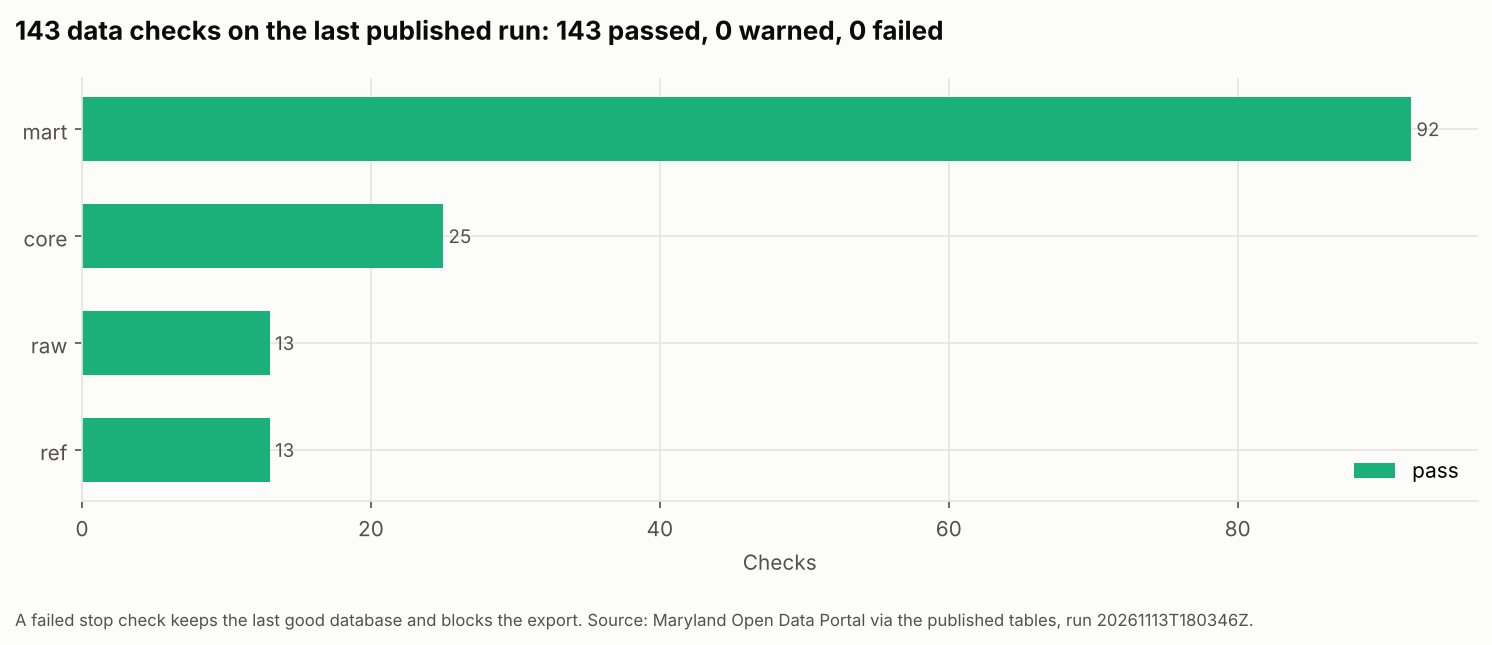 143 data checks on the last published run: 143 passed, 0 warned, 0 failed
mart
92
core
25
raw
13
ref
13
pass
0 20 40 60 80
Checks
A failed stop check keeps the last good database and blocks the export. Source: Maryland Open Data Portal via the published tables, run 20261113T180346Z.